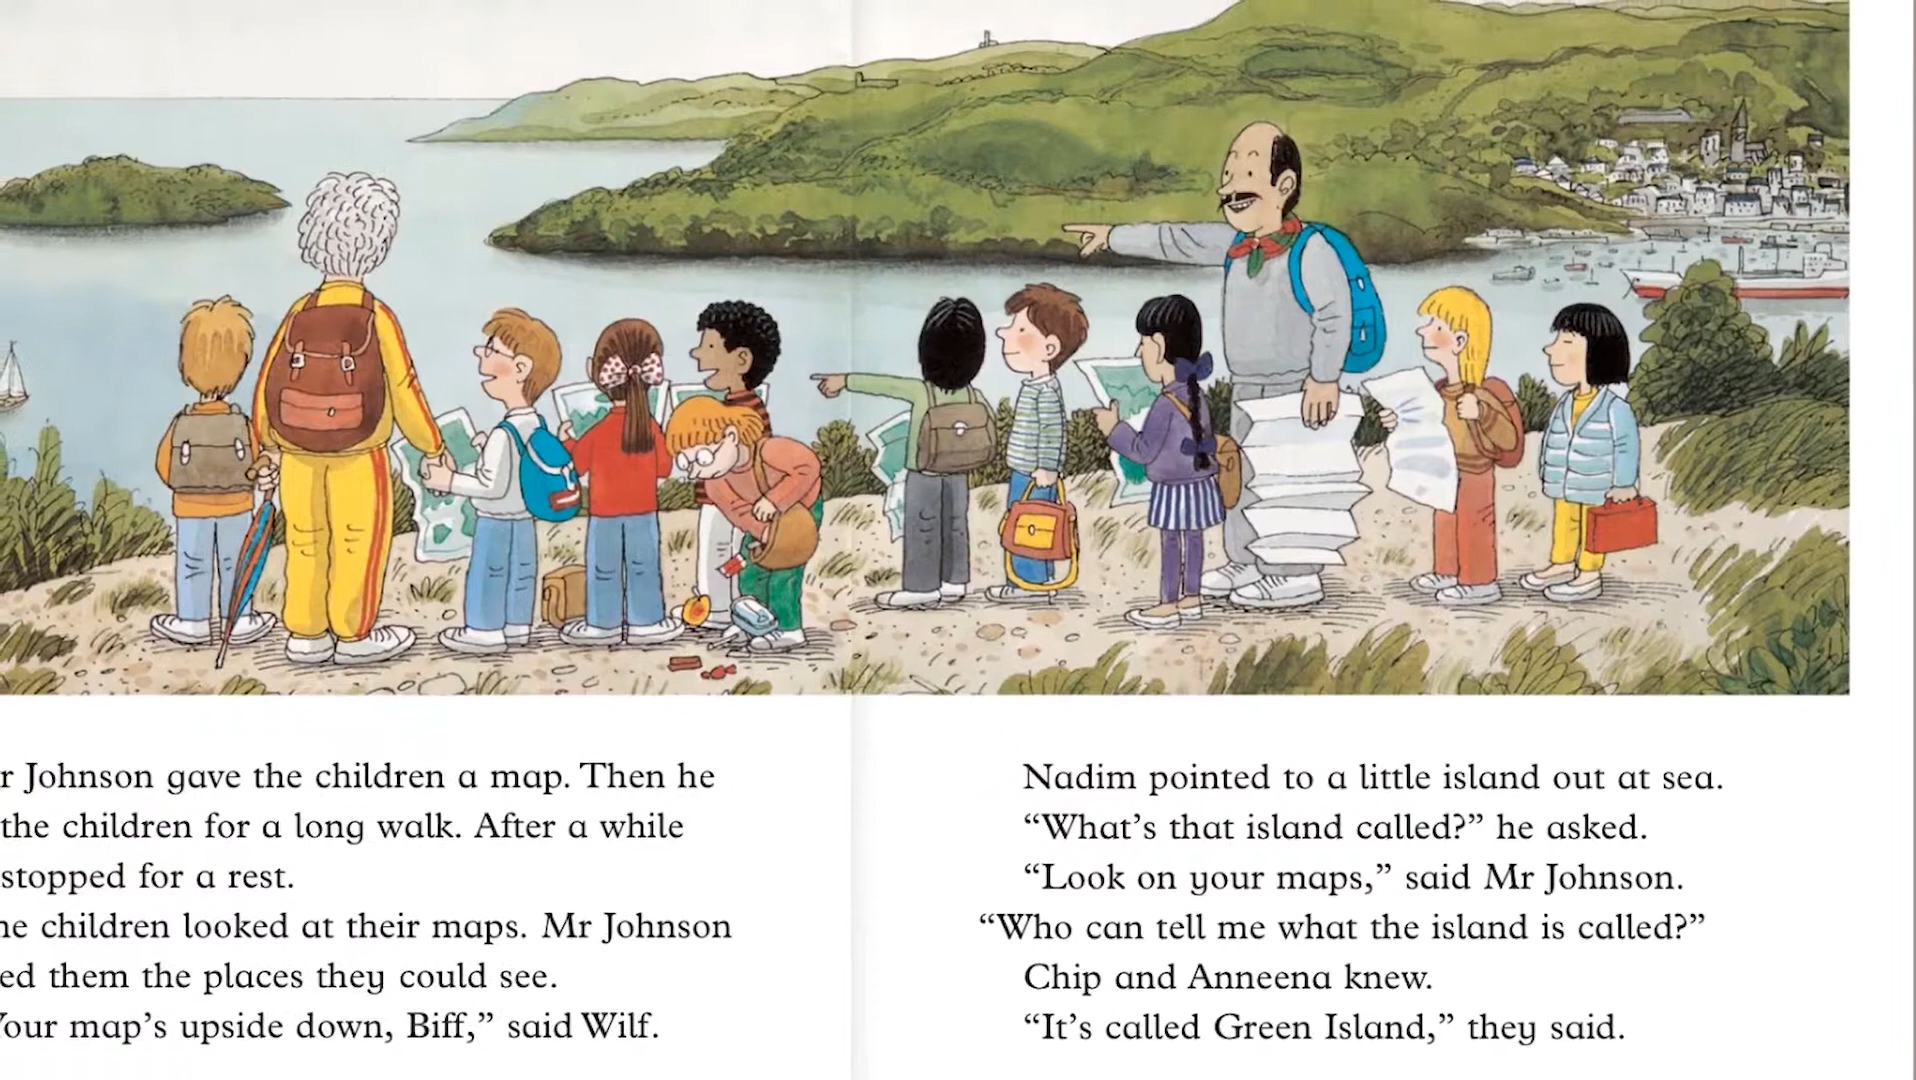 r Johnson gave the children a map. Then he
the children for a long walk. After a while
stopped for a rest.
he children looked at their maps. Mr Johnson
ed them the places they could see.
Your map's upside down, Biff,” said Wilf.
Nadim pointed to a little island out at sea.
“What's that island called?” he asked.
“Look on your maps,” said Mr Johnson.
“Who can tell me what the island is called?”
Chip and Anneena knew.
“It's called Green Island,” they said.